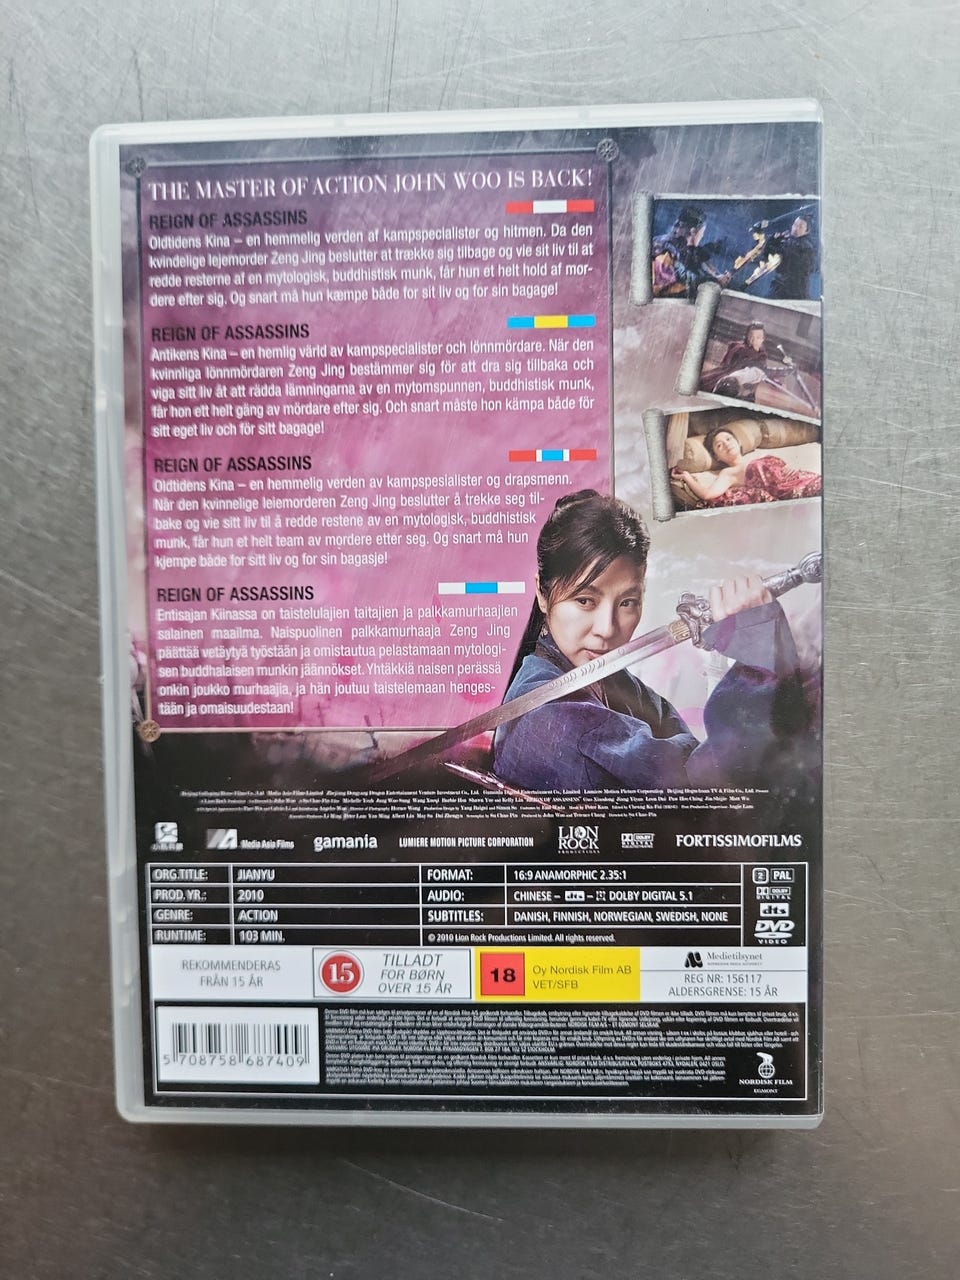 THE MASTER OF ACTION JOHN WOO IS BACK!
REIGN OF ASSASSINS
Oldtidens Kina – en hemmelig verden af kampspecialister og hitmen. Da den
kvindelige lejemorder Zeng Jing beslutter at trække sig tilbage og vie sit liv til at
redde resterne af en mytologisk, buddhistisk munk, får hun et helt hold af mor-
dere efter sig. Og snart må hun kæmpe både for sit liv og for sin bagage!
REIGN OF ASSASSINS
Antikens Kina – en hemlig värld av kampspecialister och lönnmördare. När den
kvinnliga lönnmördaren Zeng Jing bestämmer sig för att dra sig tillbaka och
viga sitt liv åt att rädda lämningarna av en mytomspunnen, buddhistisk munk,
får hon ett helt gäng av mördare efter sig. Och snart måste hon kämpa både för
sitt eget liv och för sitt bagage!
REIGN OF ASSASSINS
Oldtidens Kina – en hemmelig verden av kampspesialister og drapsmenn.
Når den kvinnelige leiemorderen Zeng Jing beslutter å trekke seg til-
bake og vie sitt liv til å redde restene av en mytologisk, buddhistisk
munk, får hun et helt team av mordere etter seg. Og snart må hun
kjempe både for sitt liv og for sin bagasje!
REIGN OF ASSASSINS
Entisajan Kiinassa on taistelulajien taitajien ja palkkamurhaajien
salainen maailma. Naispuolinen palkkamurhaaja Zeng Jing
päättää vetäytyä työstään ja omistautua pelastamaan mytologi-
sen buddhalaisen munkin jäännökset. Yhtäkkiä naisen perässä
onkin joukko murhaajia, ja hän joutuu taistelemaan henges-
tään ja omaisuudestaan!
Media Asia Films
gamania
LUMIERE MOTION PICTURE CORPORATION
LION ROCK
PRODUCTIONS
DOLBY DIGITAL
FORTISSIMOFILMS
ORG.TITLE: JIANYU FORMAT: 16:9 ANAMORPHIC 2.35:1
PROD. YR.: 2010 AUDIO: CHINESE – dts – DOLBY DIGITAL 5.1
GENRE: ACTION SUBTITLES: DANISH, FINNISH, NORWEGIAN, SWEDISH, NONE
RUNTIME: 103 MIN. © 2010 Lion Rock Productions Limited. All rights reserved.
2 PAL
DOLBY DIGITAL
dts
DVD
VIDEO
REKOMMENDERAS
FRÅN 15 ÅR
15
TILLADT
FOR BØRN
OVER 15 ÅR
18
Oy Nordisk Film AB
VET/SFB
Medietilsynet
REG NR: 156117
ALDERSGRENSE: 15 ÅR
5 708758 687409
NORDISK FILM
EGMONT